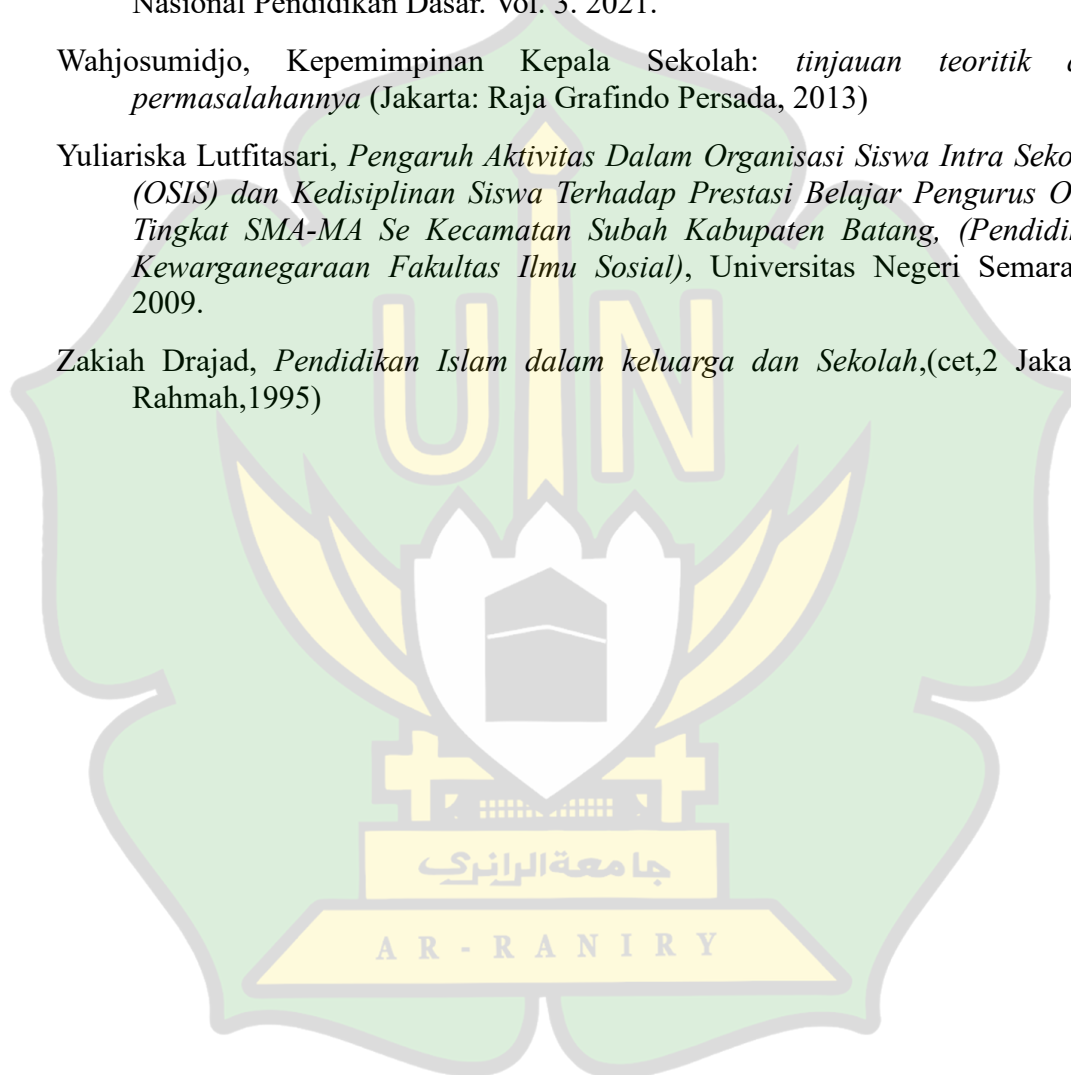 Nasional Pendidikan Dasar. Vol. 3. 2021.
Wahjosumidjo, Kepemimpinan Kepala Sekolah: tinjauan teoritik
permasalahannya (Jakarta: Raja Grafindo Persada, 2013)
Yuliariska Lutfitasari, Pengaruh Aktivitas Dalam Organisasi Siswa Intra
(OSIS) dan Kedisiplinan Siswa Terhadap Prestasi Belajar Pengurus
Tingkat SMA-MA Se Kecamatan Subah Kabupaten Batang,
Kewarganegaraan Fakultas Ilmu Sosial), Universitas Negeri
2009.
Zakiah Drajad, Pendidikan Islam dalam keluarga dan Sekolah,(cet,2
Rahmah,1995)
UIN
جامعة الرانري
AR-RANIRY